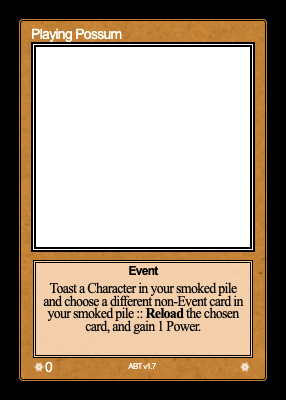 Playing Possum
Event
Toast a Character in your smoked pile
and choose a different non-Event card in
your smoked pile :: Reload the chosen
card, and gain 1 Power.
0
ABT v1.7